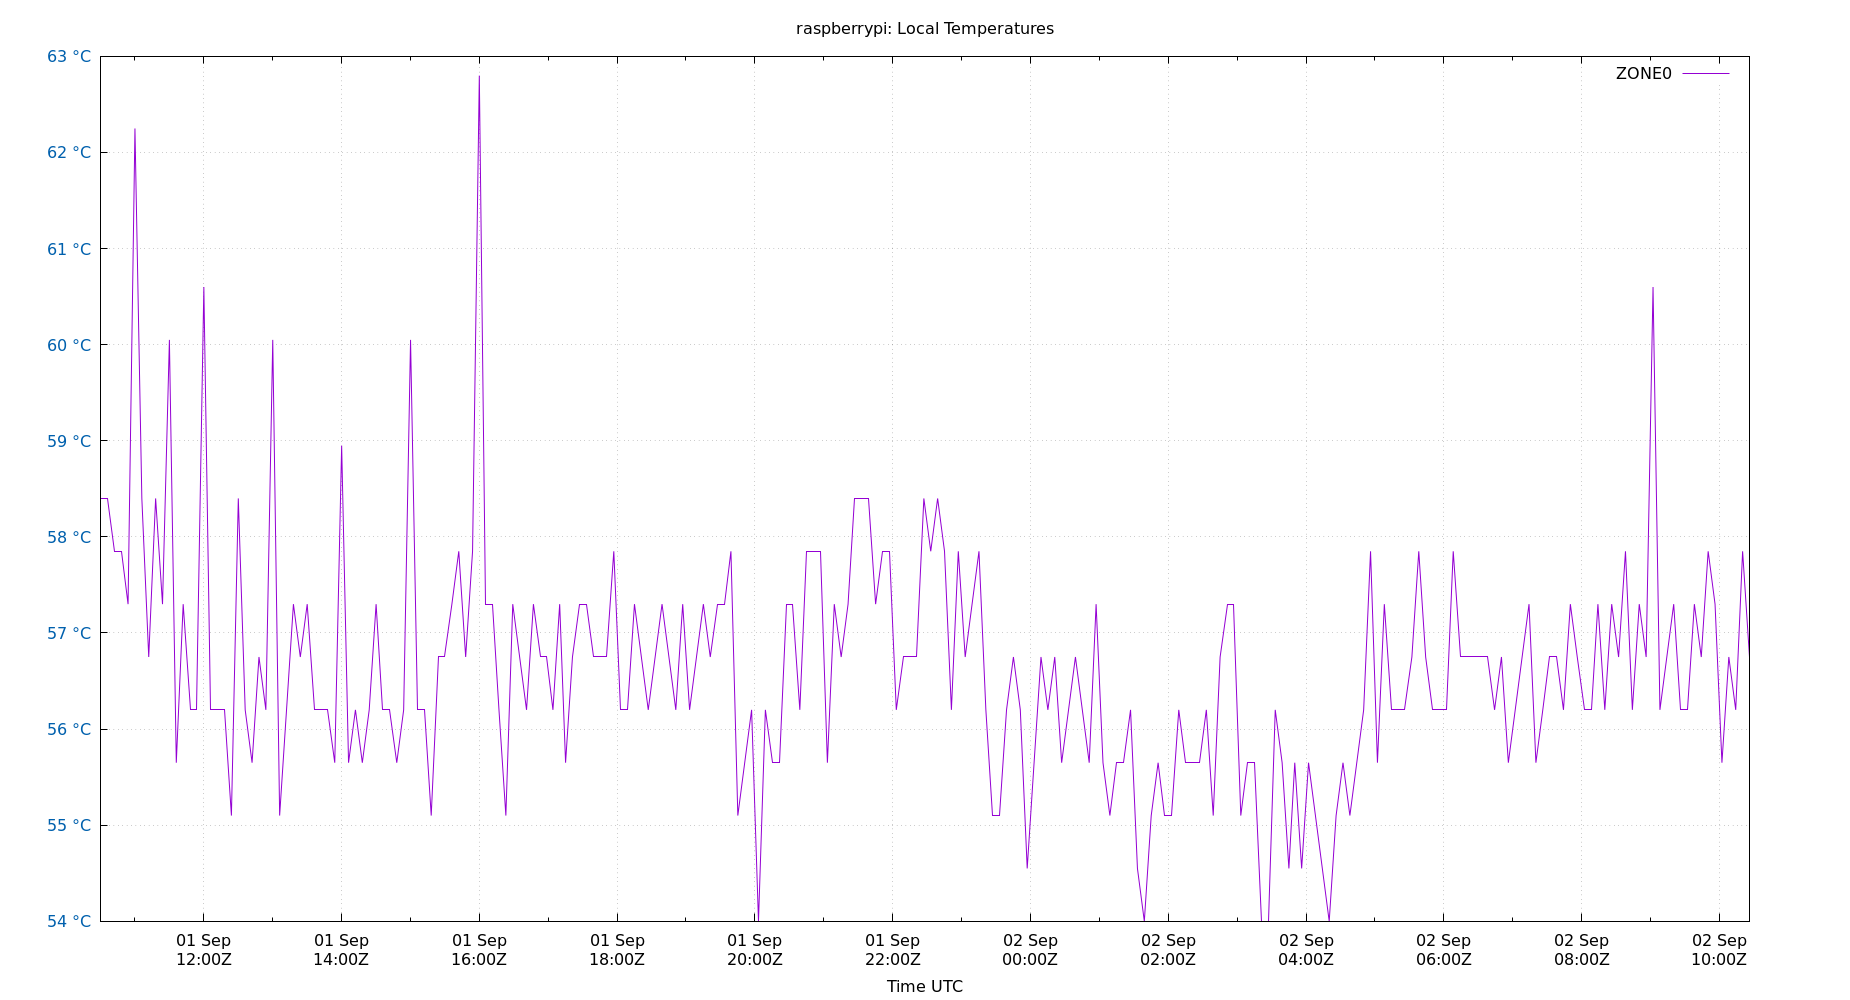 raspberrypi: Local Temperatures
63 °C
ZONE0
62 °C
61 °C
60 °C
59 °C
58 °C
57 °C
56 °C
55 °C
54 °C
01 Sep 01 Sep 01 Sep 01 Sep 01 Sep 01 Sep 02 Sep 02 Sep 02 Sep 02 Sep 02 Sep 02 Sep
12:00Z 14:00Z 16:00Z 18:00Z 20:00Z 22:00Z 00:00Z 02:00Z 04:00Z 06:00Z 08:00Z 10:00Z
Time UTC